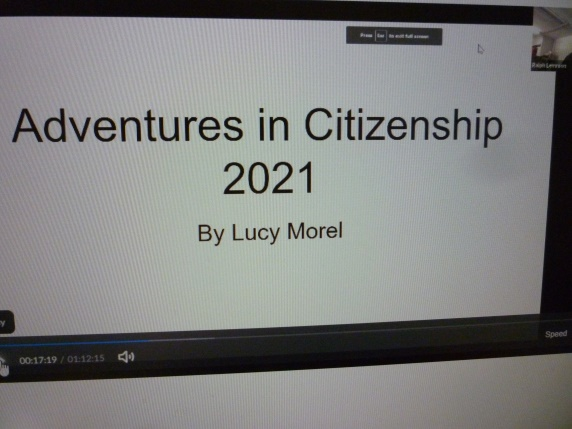 Press Esc to exit full screen
Adventures in Citizenship
2021
By Lucy Morel
Speed
00:17:19 / 01:12:15